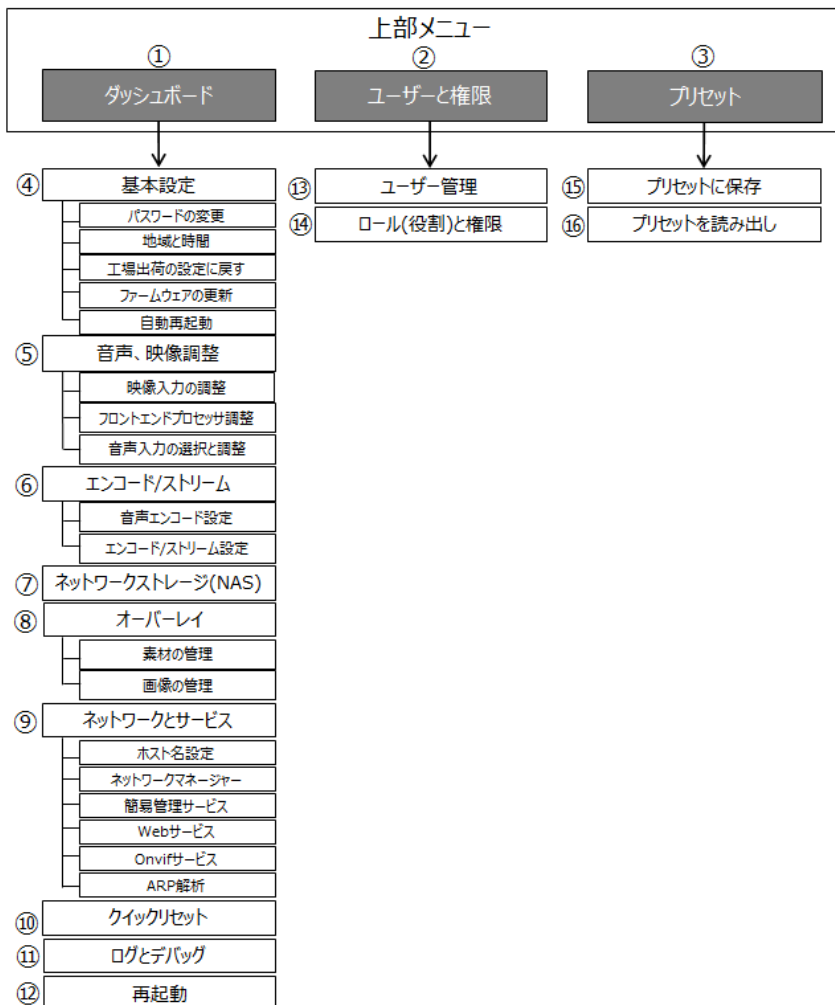 上部メニュー
① ② ③
ダッシュボード ユーザーと権限 プリセット
④ 基本設定 ⑬ ユーザー管理 ⑮ プリセットに保存
パスワードの変更 ⑭ ロール(役割)と権限 ⑯ プリセットを読み出し
地域と時間
工場出荷の設定に戻す
ファームウェアの更新
自動再起動
⑤ 音声、映像調整
映像入力の調整
フロントエンドプロセッサ調整
音声入力の選択と調整
⑥ エンコード/ストリーム
音声エンコード設定
エンコード/ストリーム設定
⑦ ネットワークストレージ(NAS)
⑧ オーバーレイ
素材の管理
画像の管理
⑨ ネットワークとサービス
ホスト名設定
ネットワークマネージャー
簡易管理サービス
Webサービス
Onvifサービス
ARP解析
⑩ クイックリセット
⑪ ログとデバッグ
⑫ 再起動